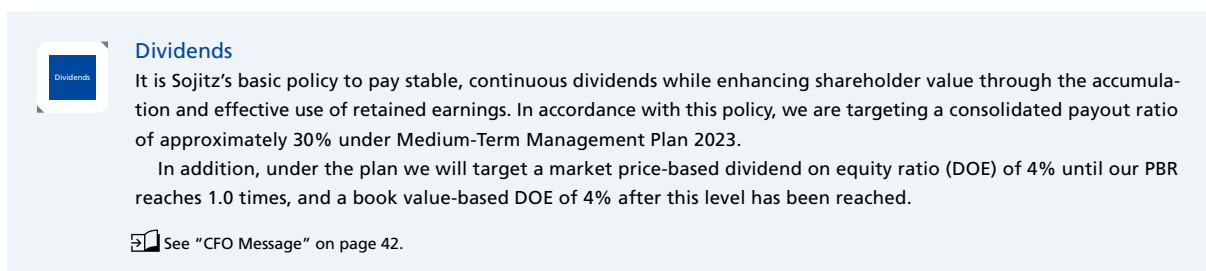 Dividends
Dividends
It is Sojitz’s basic policy to pay stable, continuous dividends while enhancing shareholder value through the accumula-
tion and effective use of retained earnings. In accordance with this policy, we are targeting a consolidated payout ratio
of approximately 30% under Medium-Term Management Plan 2023.
In addition, under the plan we will target a market price-based dividend on equity ratio (DOE) of 4% until our PBR
reaches 1.0 times, and a book value-based DOE of 4% after this level has been reached.
See “CFO Message” on page 42.